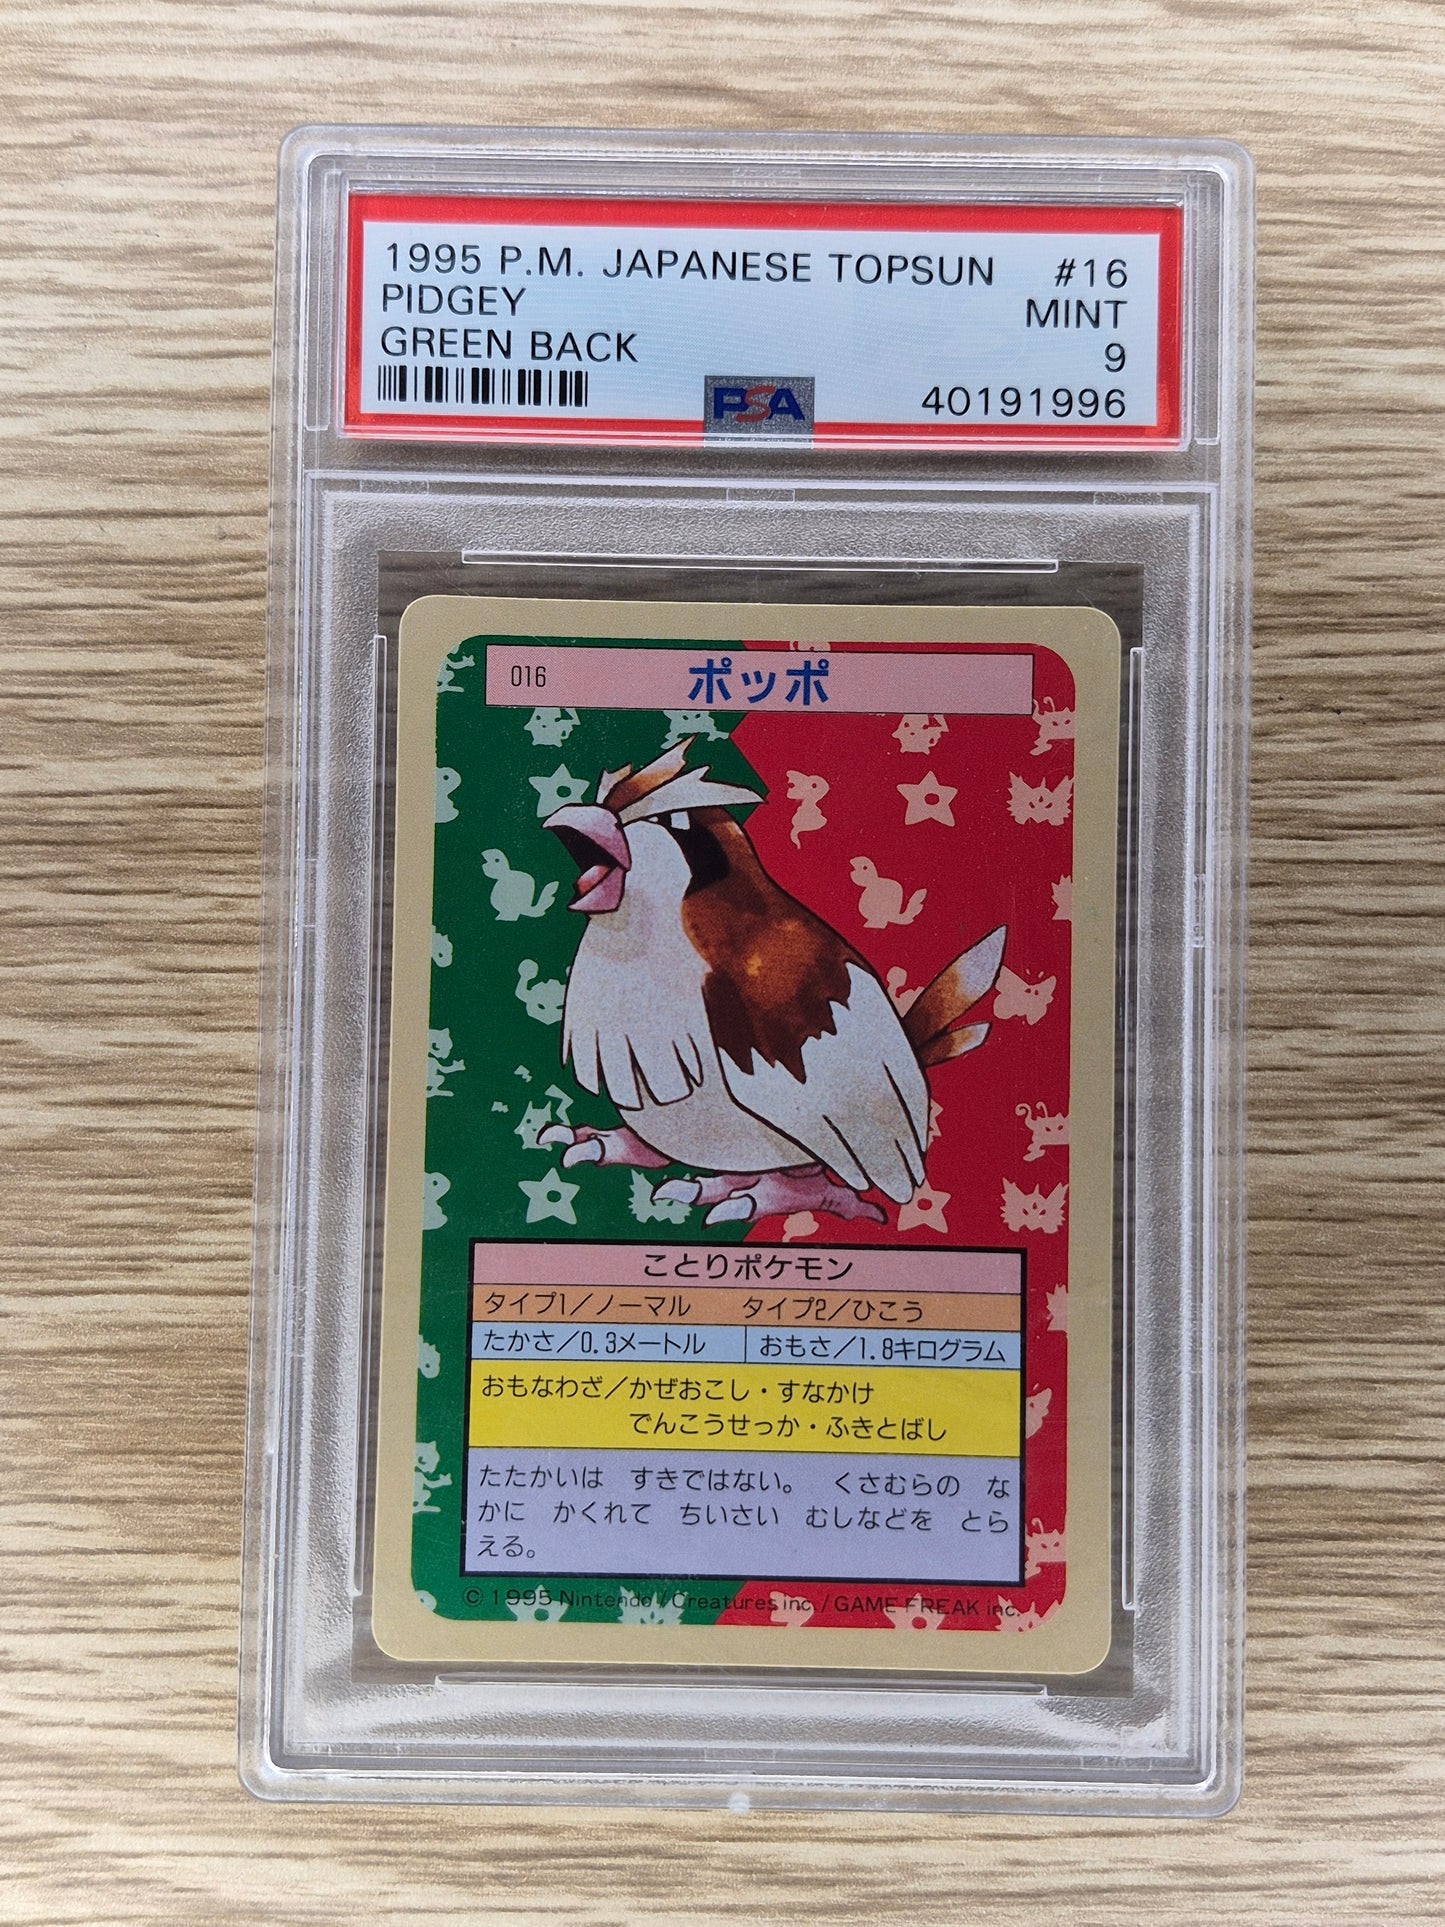 1995 P.M. JAPANESE TOPSUN #16
PIDGEY MINT
GREEN BACK 9
PSA 40191996
016 ポッポ
ことりポケモン
タイプ1/ノーマル タイプ2/ひこう
たかさ/0.3メートル おもさ/1.8キログラム
おもなわざ/かぜおこし・すなかけ
でんこうせっか・ふきとばし
たたかいは すきではない。 くさむらの な
かに かくれて ちいさい むしなどを とら
える。
© 1995 Nintendo / Creatures inc. / GAME FREAK inc.